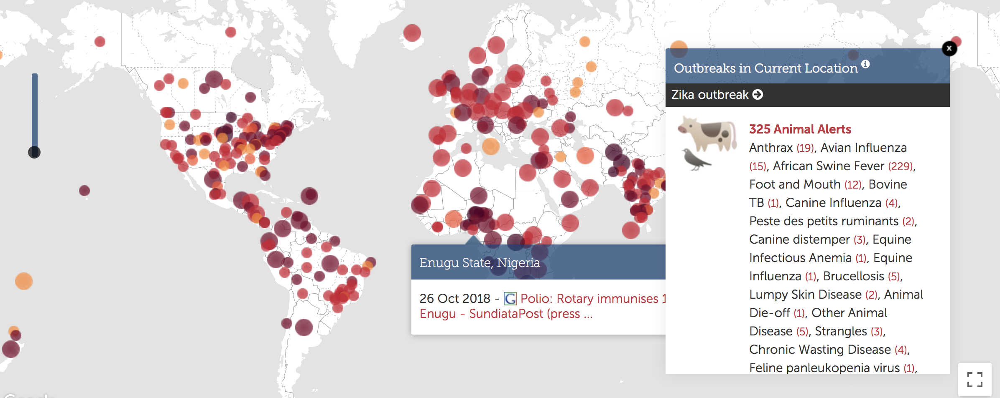 Outbreaks in Current Location
Zika outbreak
325 Animal Alerts
Anthrax (19), Avian Influenza
(15), African Swine Fever (229),
Foot and Mouth (12), Bovine
TB (1), Canine Influenza (4),
Peste des petits ruminants (2),
Canine distemper (3), Equine
Infectious Anemia (1), Equine
Influenza (1), Brucellosis (5),
Lumpy Skin Disease (2), Animal
Die-off (1), Other Animal
Disease (5), Strangles (3),
Chronic Wasting Disease (4),
Feline panleukopenia virus (1),
Enugu State, Nigeria
26 Oct 2018 - G Polio: Rotary immunises 1
Enugu - SundiataPost (press ...